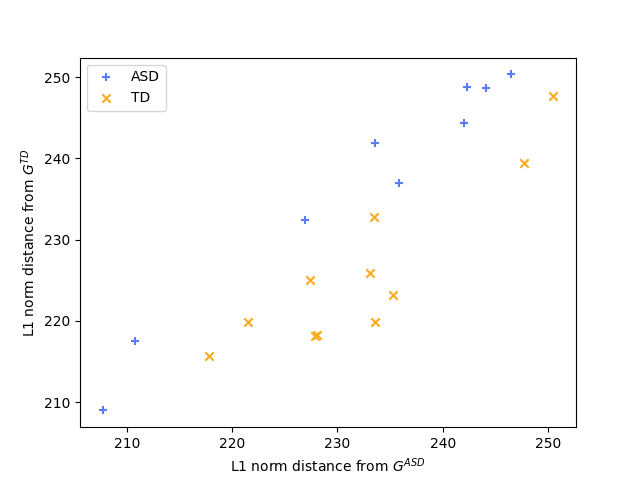 ASD
TD
250
240
230
220
210
L1 norm distance from G^{TD}
210 220 230 240 250
L1 norm distance from G^{ASD}